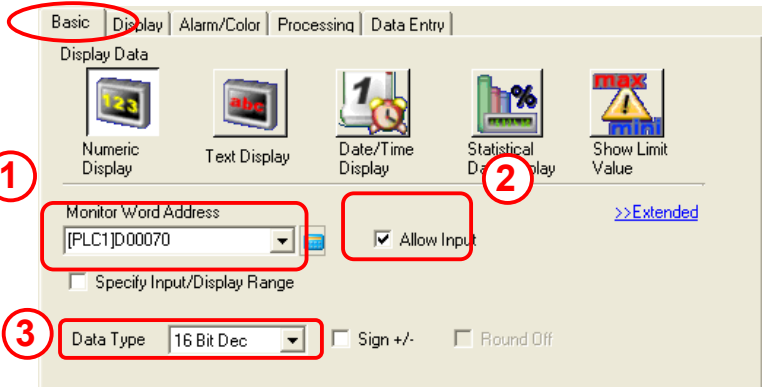 Basic Display Alarm/Color Processing Data Entry
Display Data
123 abc 1 % max mini
Numeric Display Text Display Date/Time Display Statistical Show Limit Value
1 2
Monitor Word Address >>Extended
[PLC1]D00070 Allow Input
Specify Input/Display Range
3 Data Type 16 Bit Dec Sign +/- Round Off